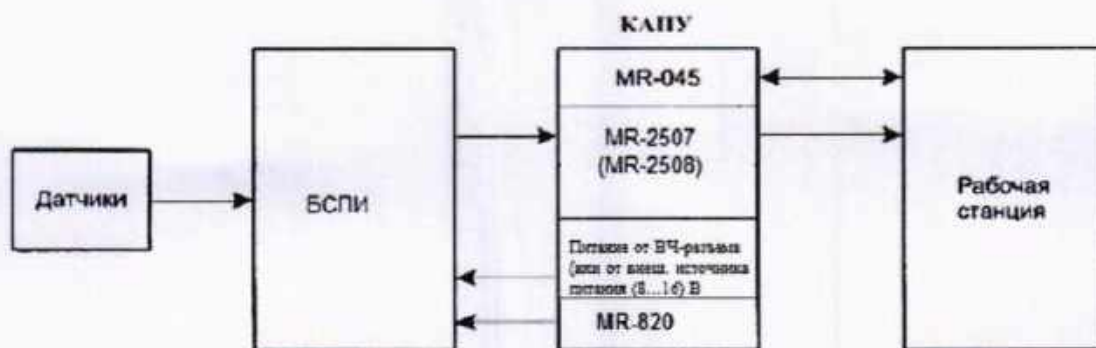 КАПУ
MR-045
MR-2507
(MR-2508)
Датчики
БСПИ
Рабочая
станция
Питание от ВЧ-разъема
(или от внеш. источника
питания (8...16) В
MR-820